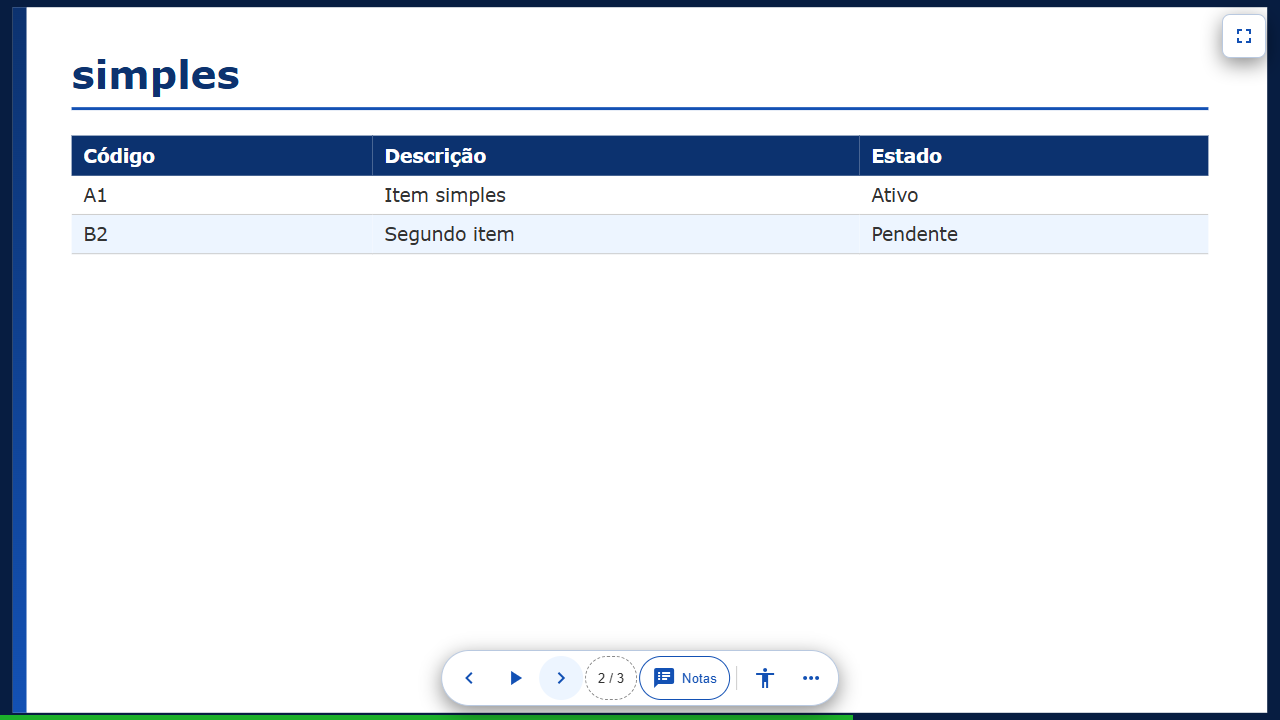 simples
Código Descrição Estado
A1 Item simples Ativo
B2 Segundo item Pendente
2 / 3 Notas